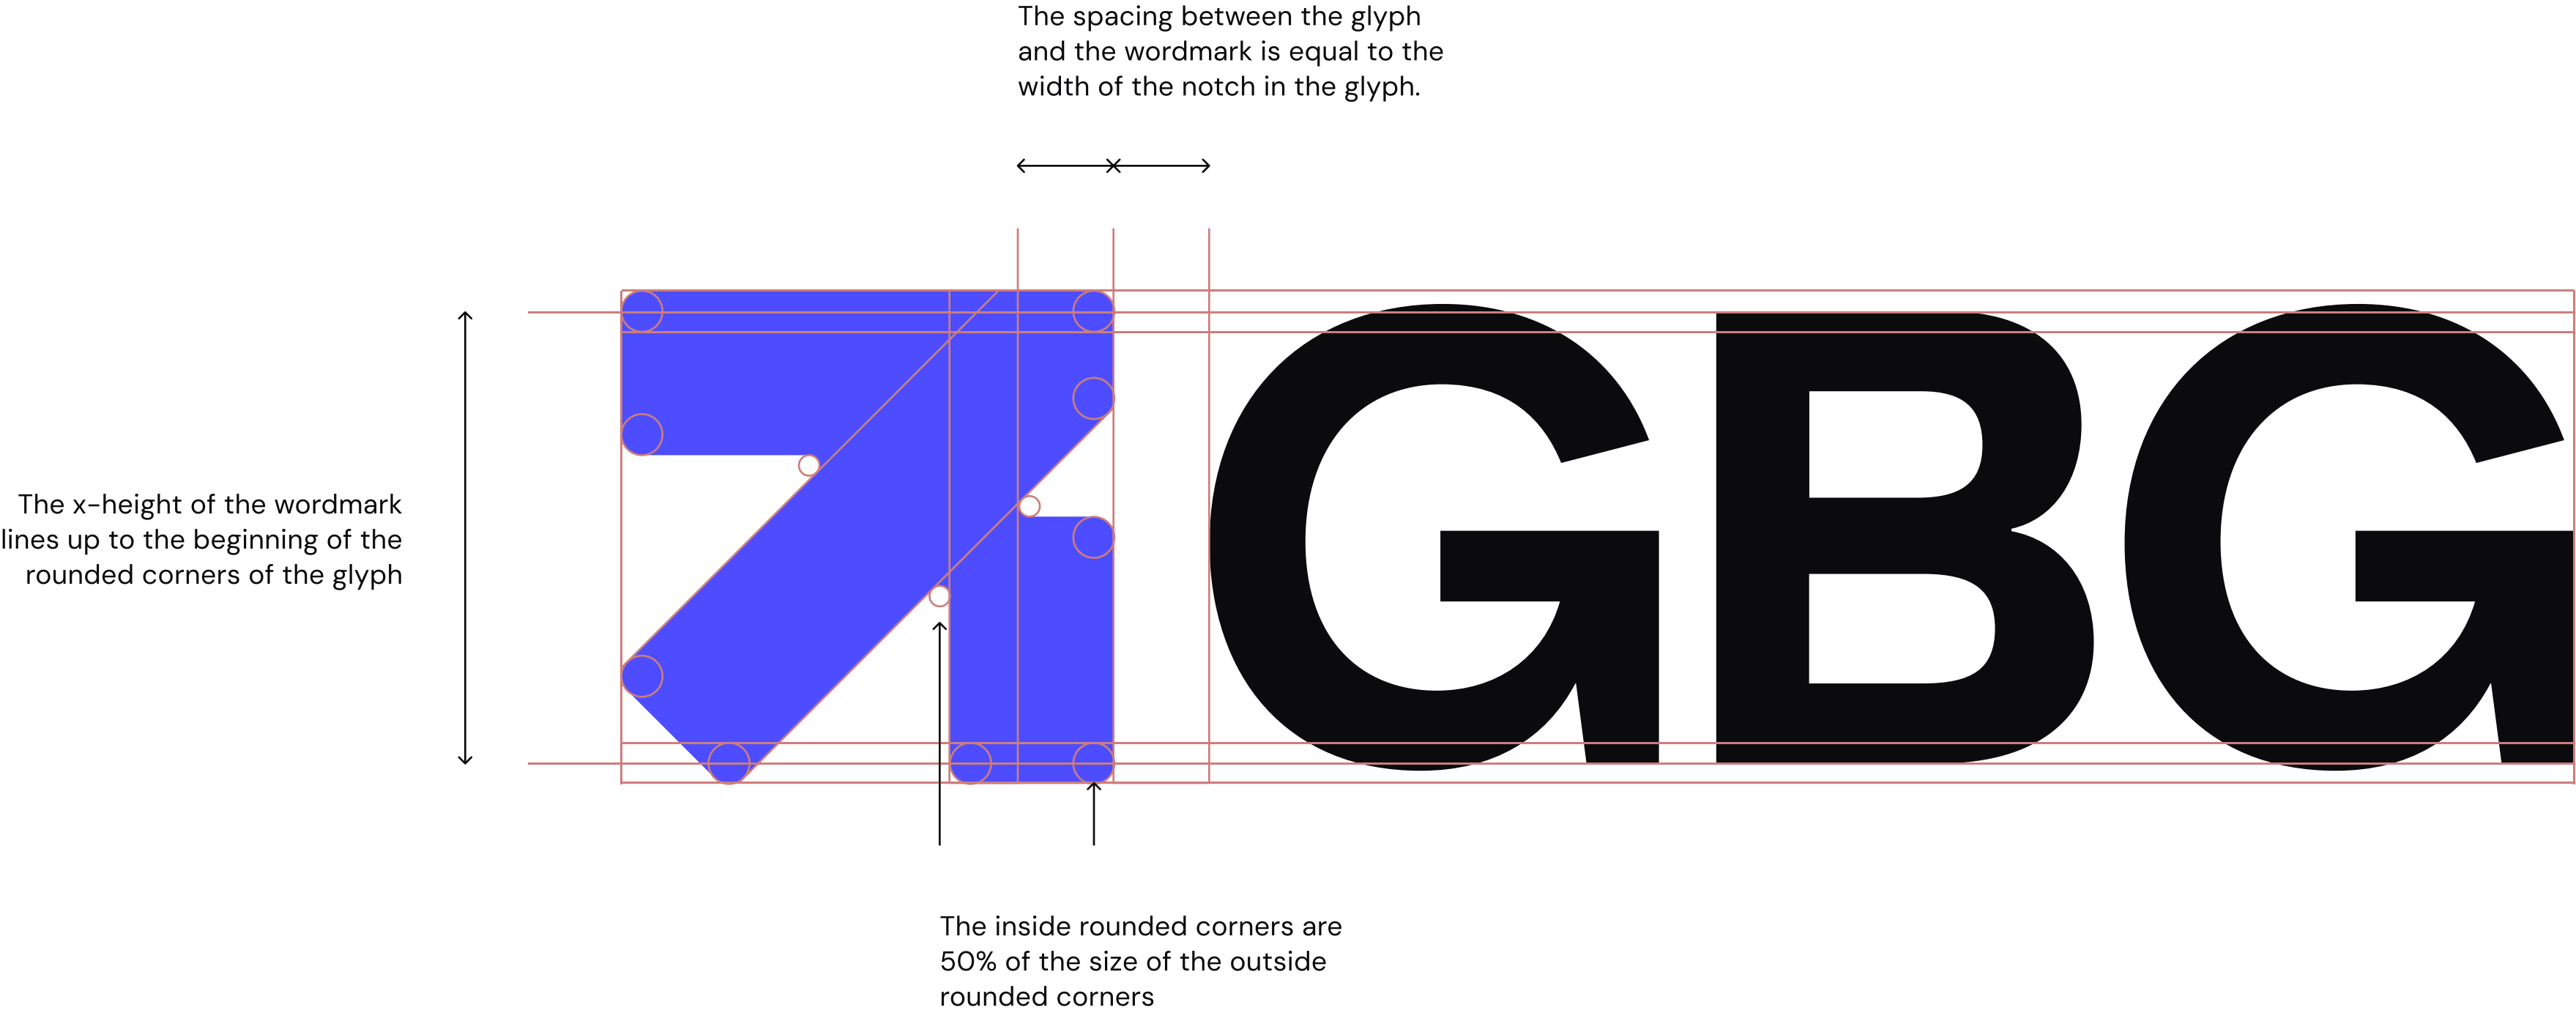 The spacing between the glyph
and the wordmark is equal to the
width of the notch in the glyph.
The x-height of the wordmark
lines up to the beginning of the
rounded corners of the glyph
GBG
The inside rounded corners are
50% of the size of the outside
rounded corners